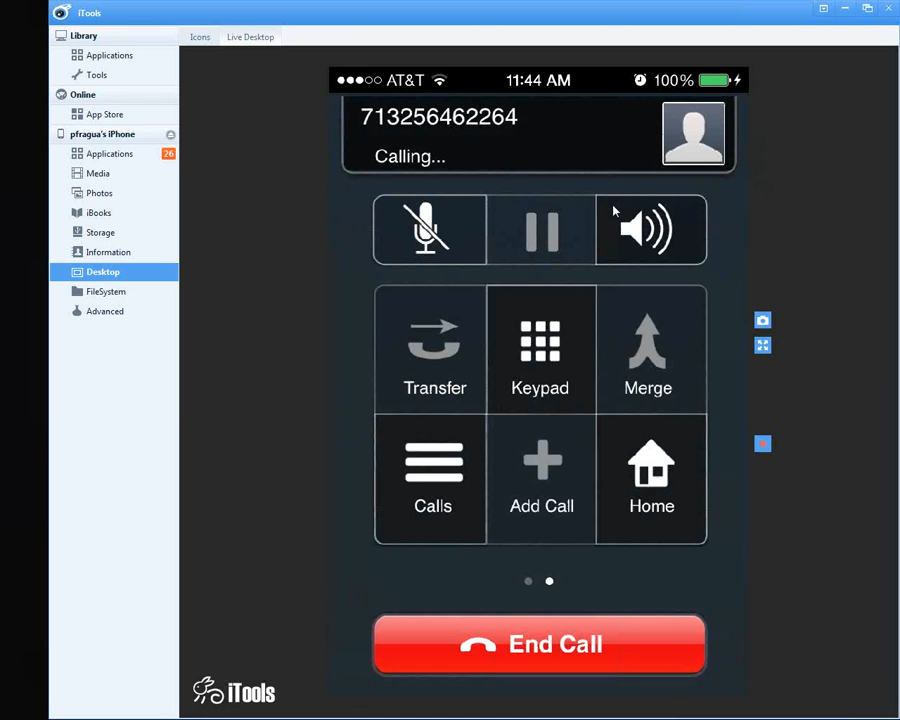 iTools
Library
Applications
Tools
Online
App Store
pfragua's iPhone
Applications 26
Media
Photos
iBooks
Storage
Information
Desktop
FileSystem
Advanced
Icons Live Desktop
AT&T 11:44 AM 100%
713256462264
Calling...
Transfer Keypad Merge
Calls Add Call Home
End Call
iTools